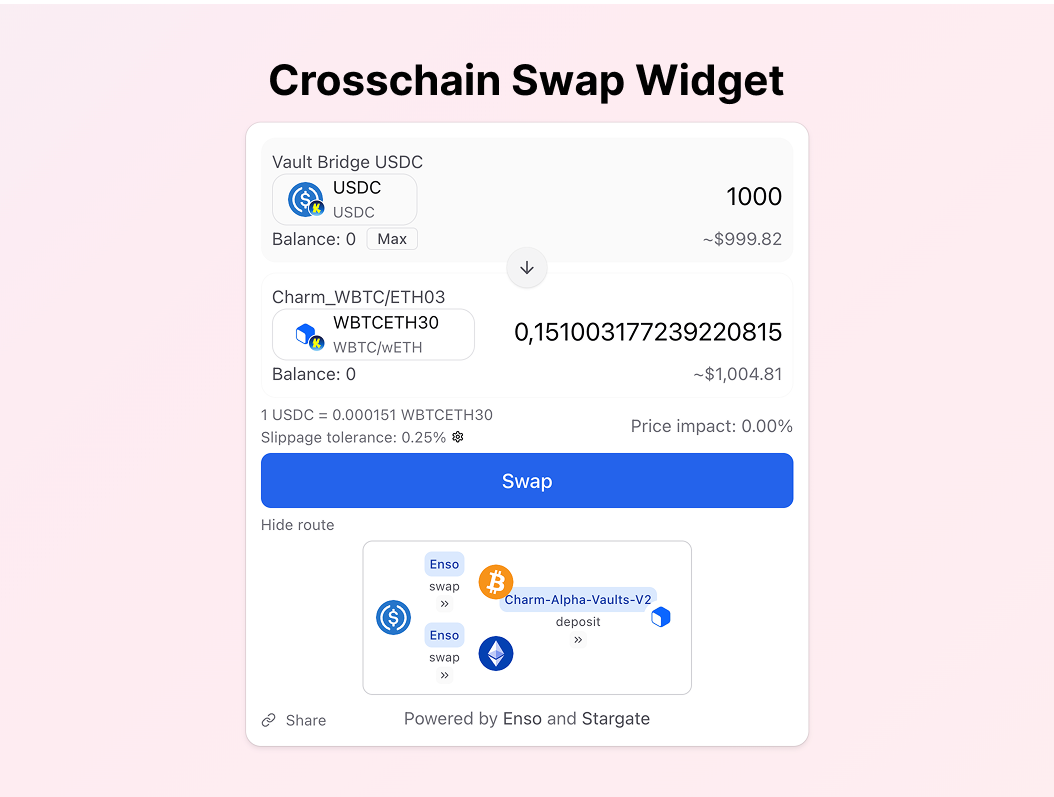 Crosschain Swap Widget
Vault Bridge USDC
USDC
USDC
1000
Balance: 0 Max
~$999.82
Charm_WBTC/ETH03
WBTCETH30
WBTC/wETH
0,151003177239220815
Balance: 0
~$1,004.81
1 USDC = 0.000151 WBTCETH30
Slippage tolerance: 0.25%
Price impact: 0.00%
Swap
Hide route
Enso
swap
»
Charm-Alpha-Vaults-V2
deposit
»
Enso
swap
»
Share
Powered by Enso and Stargate